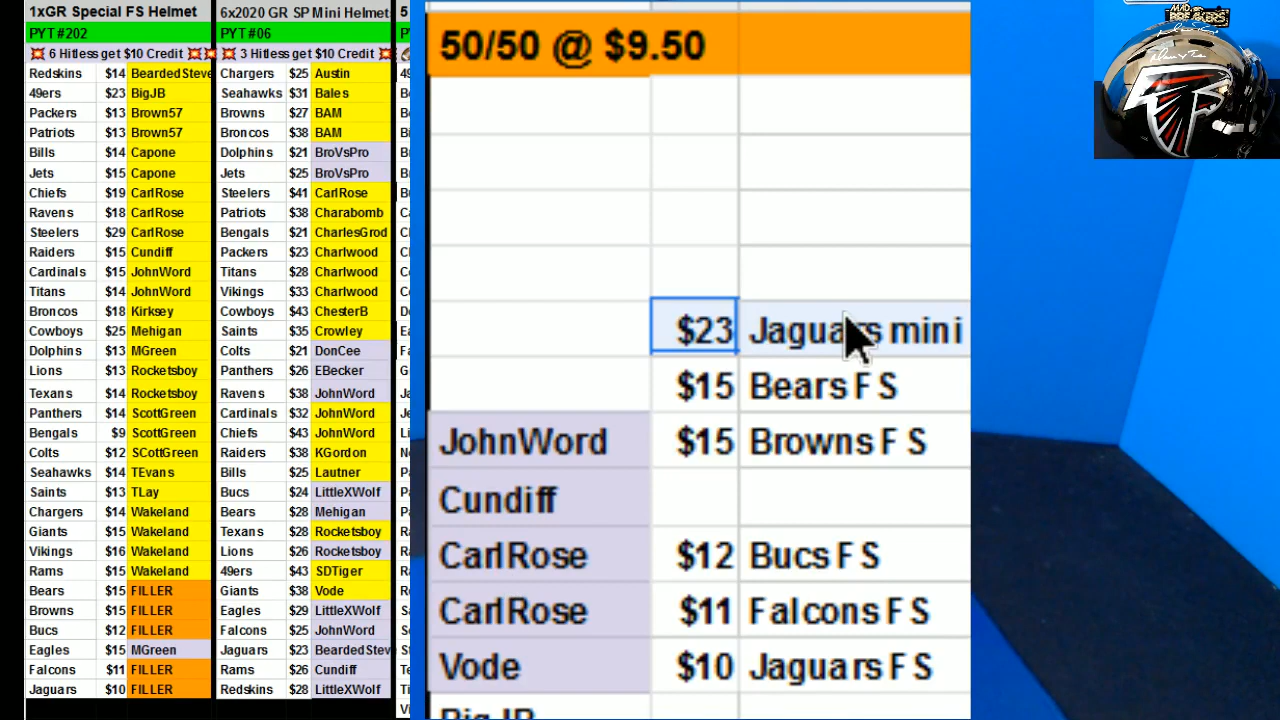 1xGR Special FS Helmet
PYT #202
6 Hitless get $10 Credit
Redskins $14 BeardedSteve
49ers $23 BigJB
Packers $13 Brown57
Patriots $13 Brown57
Bills $14 Capone
Jets $15 Capone
Chiefs $19 CarlRose
Ravens $18 CarlRose
Steelers $29 CarlRose
Raiders $15 Cundiff
Cardinals $15 JohnWord
Titans $14 JohnWord
Broncos $18 Kirksey
Cowboys $25 Mehigan
Dolphins $13 MGreen
Lions $13 Rocketsboy
Texans $14 Rocketsboy
Panthers $14 ScottGreen
Bengals $9 ScottGreen
Colts $12 SCottGreen
Seahawks $14 TEvans
Saints $13 TLay
Chargers $14 Wakeland
Giants $15 Wakeland
Vikings $16 Wakeland
Rams $15 Wakeland
Bears $15 FILLER
Browns $15 FILLER
Bucs $12 FILLER
Eagles $15 MGreen
Falcons $11 FILLER
Jaguars $10 FILLER
6x2020 GR SP Mini Helmet
PYT #06
3 Hitless get $10 Credit
Chargers $25 Austin
Seahawks $31 Bales
Browns $27 BAM
Broncos $38 BAM
Dolphins $21 BroVsPro
Jets $25 BroVsPro
Steelers $41 CarlRose
Patriots $38 Charabomb
Bengals $21 CharlesGrod
Packers $23 Charlwood
Titans $28 Charlwood
Vikings $33 Charlwood
Cowboys $43 ChesterB
Saints $35 Crowley
Colts $21 DonCee
Panthers $26 EBecker
Ravens $38 JohnWord
Cardinals $32 JohnWord
Chiefs $43 JohnWord
Raiders $38 KGordon
Bills $25 Lautner
Bucs $24 LittleXWolf
Bears $28 Mehigan
Texans $28 Rocketsboy
Lions $26 Rocketsboy
49ers $43 SDTiger
Giants $38 Vode
Eagles $29 LittleXWolf
Falcons $25 JohnWord
Jaguars $23 BeardedStev
Rams $26 Cundiff
Redskins $28 LittleXWolf
50/50 @ $9.50
$23 Jaguars mini
$15 Bears FS
JohnWord $15 Browns FS
Cundiff
CarlRose $12 Bucs FS
CarlRose $11 Falcons FS
Vode $10 Jaguars FS
BigJB
MAD
BREAKERS